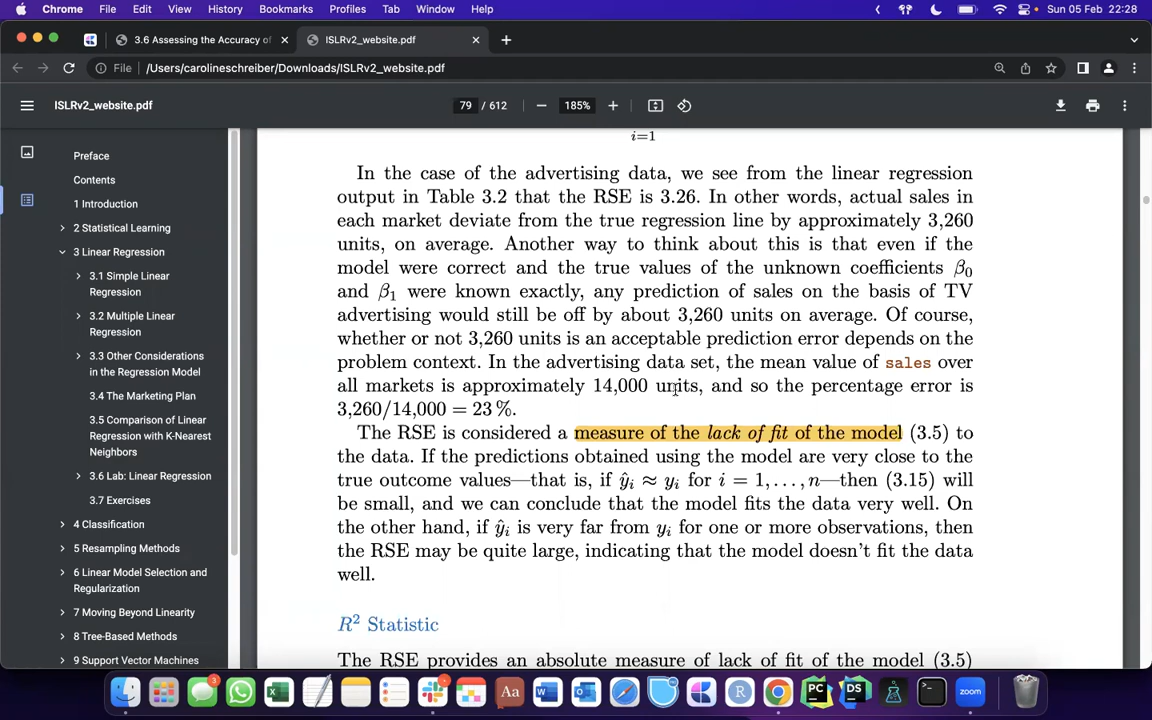 Chrome File Edit View History Bookmarks Profiles Tab Window Help Sun 05 Feb 22:28
3.6 Assessing the Accuracy of
ISLRv2_website.pdf
File /Users/carolineschreiber/Downloads/ISLRv2_website.pdf
ISLRv2_website.pdf 79 / 612 185%
Preface
Contents
1 Introduction
2 Statistical Learning
3 Linear Regression
3.1 Simple Linear
Regression
3.2 Multiple Linear
Regression
3.3 Other Considerations
in the Regression Model
3.4 The Marketing Plan
3.5 Comparison of Linear
Regression with K-Nearest
Neighbors
3.6 Lab: Linear Regression
3.7 Exercises
4 Classification
5 Resampling Methods
6 Linear Model Selection and
Regularization
7 Moving Beyond Linearity
8 Tree-Based Methods
9 Support Vector Machines
i=1
In the case of the advertising data, we see from the linear regression
output in Table 3.2 that the RSE is 3.26. In other words, actual sales in
each market deviate from the true regression line by approximately 3,260
units, on average. Another way to think about this is that even if the
model were correct and the true values of the unknown coefficients β₀
and β₁ were known exactly, any prediction of sales on the basis of TV
advertising would still be off by about 3,260 units on average. Of course,
whether or not 3,260 units is an acceptable prediction error depends on the
problem context. In the advertising data set, the mean value of sales over
all markets is approximately 14,000 units, and so the percentage error is
3,260/14,000 = 23 %.
The RSE is considered a measure of the lack of fit of the model (3.5) to
the data. If the predictions obtained using the model are very close to the
true outcome values—that is, if ŷᵢ ≈ yᵢ for i = 1, . . . , n—then (3.15) will
be small, and we can conclude that the model fits the data very well. On
the other hand, if ŷᵢ is very far from yᵢ for one or more observations, then
the RSE may be quite large, indicating that the model doesn't fit the data
well.
R² Statistic
The RSE provides an absolute measure of lack of fit of the model (3.5)
3
Aa
R
PC
DS
zoom